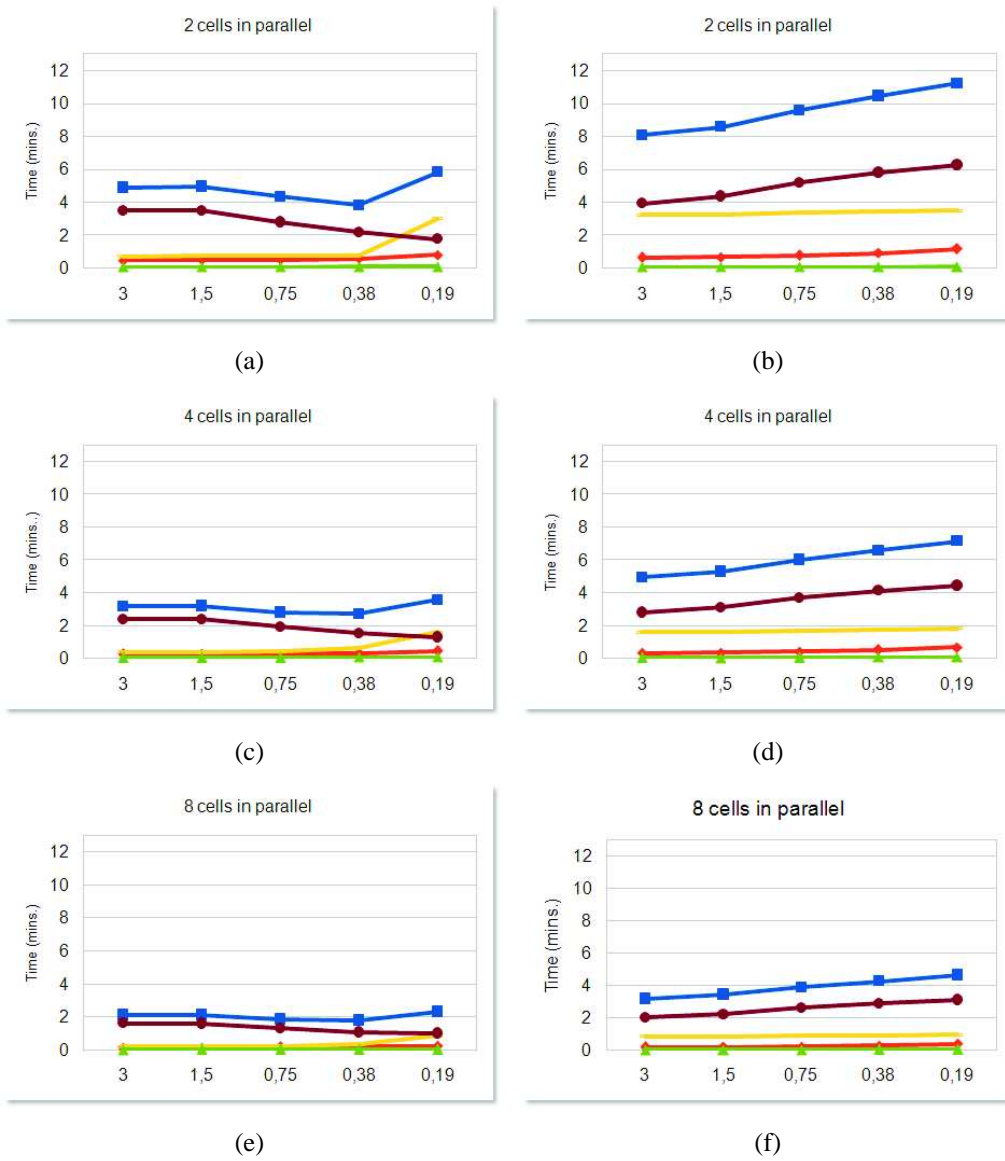 2 cells in parallel
Time (mins.)
12
10
8
6
4
2
0
3 1,5 0,75 0,38 0,19
(a)
2 cells in parallel
Time (mins.)
12
10
8
6
4
2
0
3 1,5 0,75 0,38 0,19
(b)
4 cells in parallel
Time (mins..)
12
10
8
6
4
2
0
3 1,5 0,75 0,38 0,19
(c)
4 cells in parallel
Time (mins.)
12
10
8
6
4
2
0
3 1,5 0,75 0,38 0,19
(d)
8 cells in parallel
Time (mins.)
12
10
8
6
4
2
0
3 1,5 0,75 0,38 0,19
(e)
8 cells in parallel
Time (mins.)
12
10
8
6
4
2
0
3 1,5 0,75 0,38 0,19
(f)